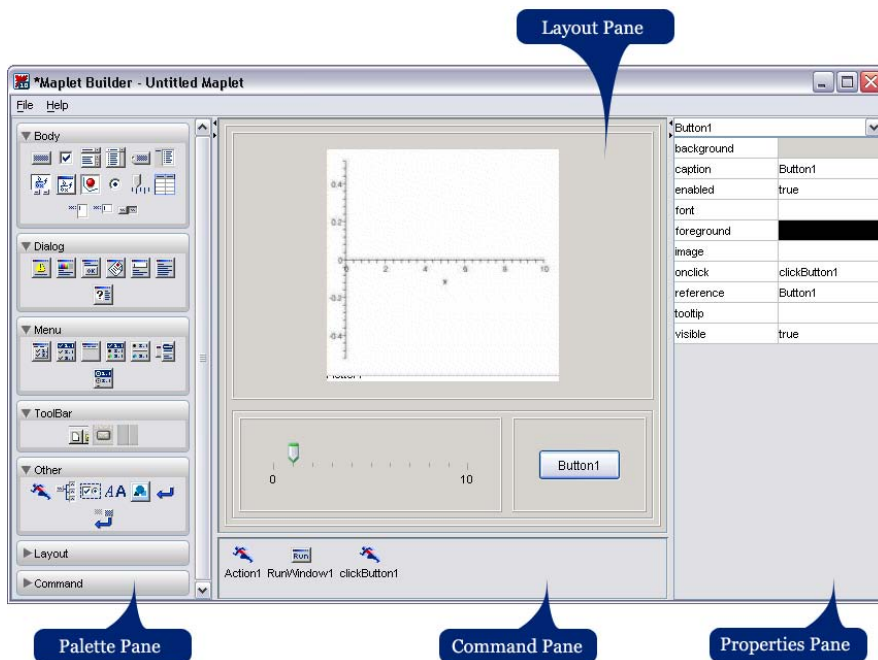 Layout Pane
*Maplet Builder - Untitled Maplet
File Help
Body
Dialog
Menu
ToolBar
Other
Layout
Command
0.4
0.2
0
-0.2
-0.4
0 2 4 6 8 10
x
0 10
Button1
Action1 RunWindow1 clickButton1
Run
Button1
background
caption Button1
enabled true
font
foreground
image
onclick clickButton1
reference Button1
tooltip
visible true
Palette Pane
Command Pane
Properties Pane